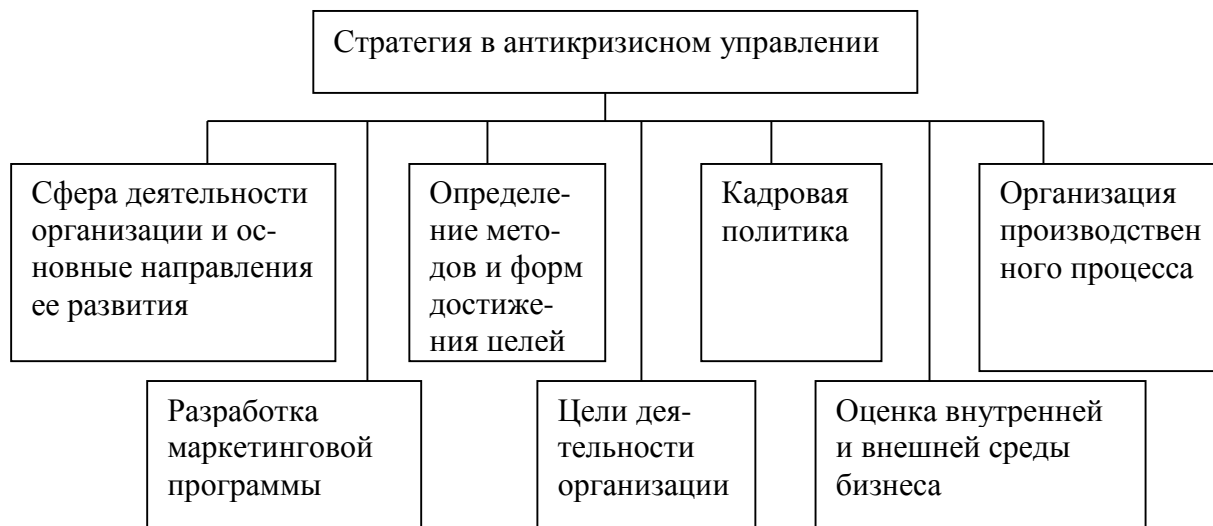 Стратегия в антикризисном управлении
Сфера деятельности
организации и ос-
новные направления
ее развития
Определе-
ние мето-
дов и форм
достиже-
ния целей
Кадровая
политика
Организация
производствен
ного процесса
Разработка
маркетинговой
программы
Цели дея-
тельности
организации
Оценка внутренней
и внешней среды
бизнеса